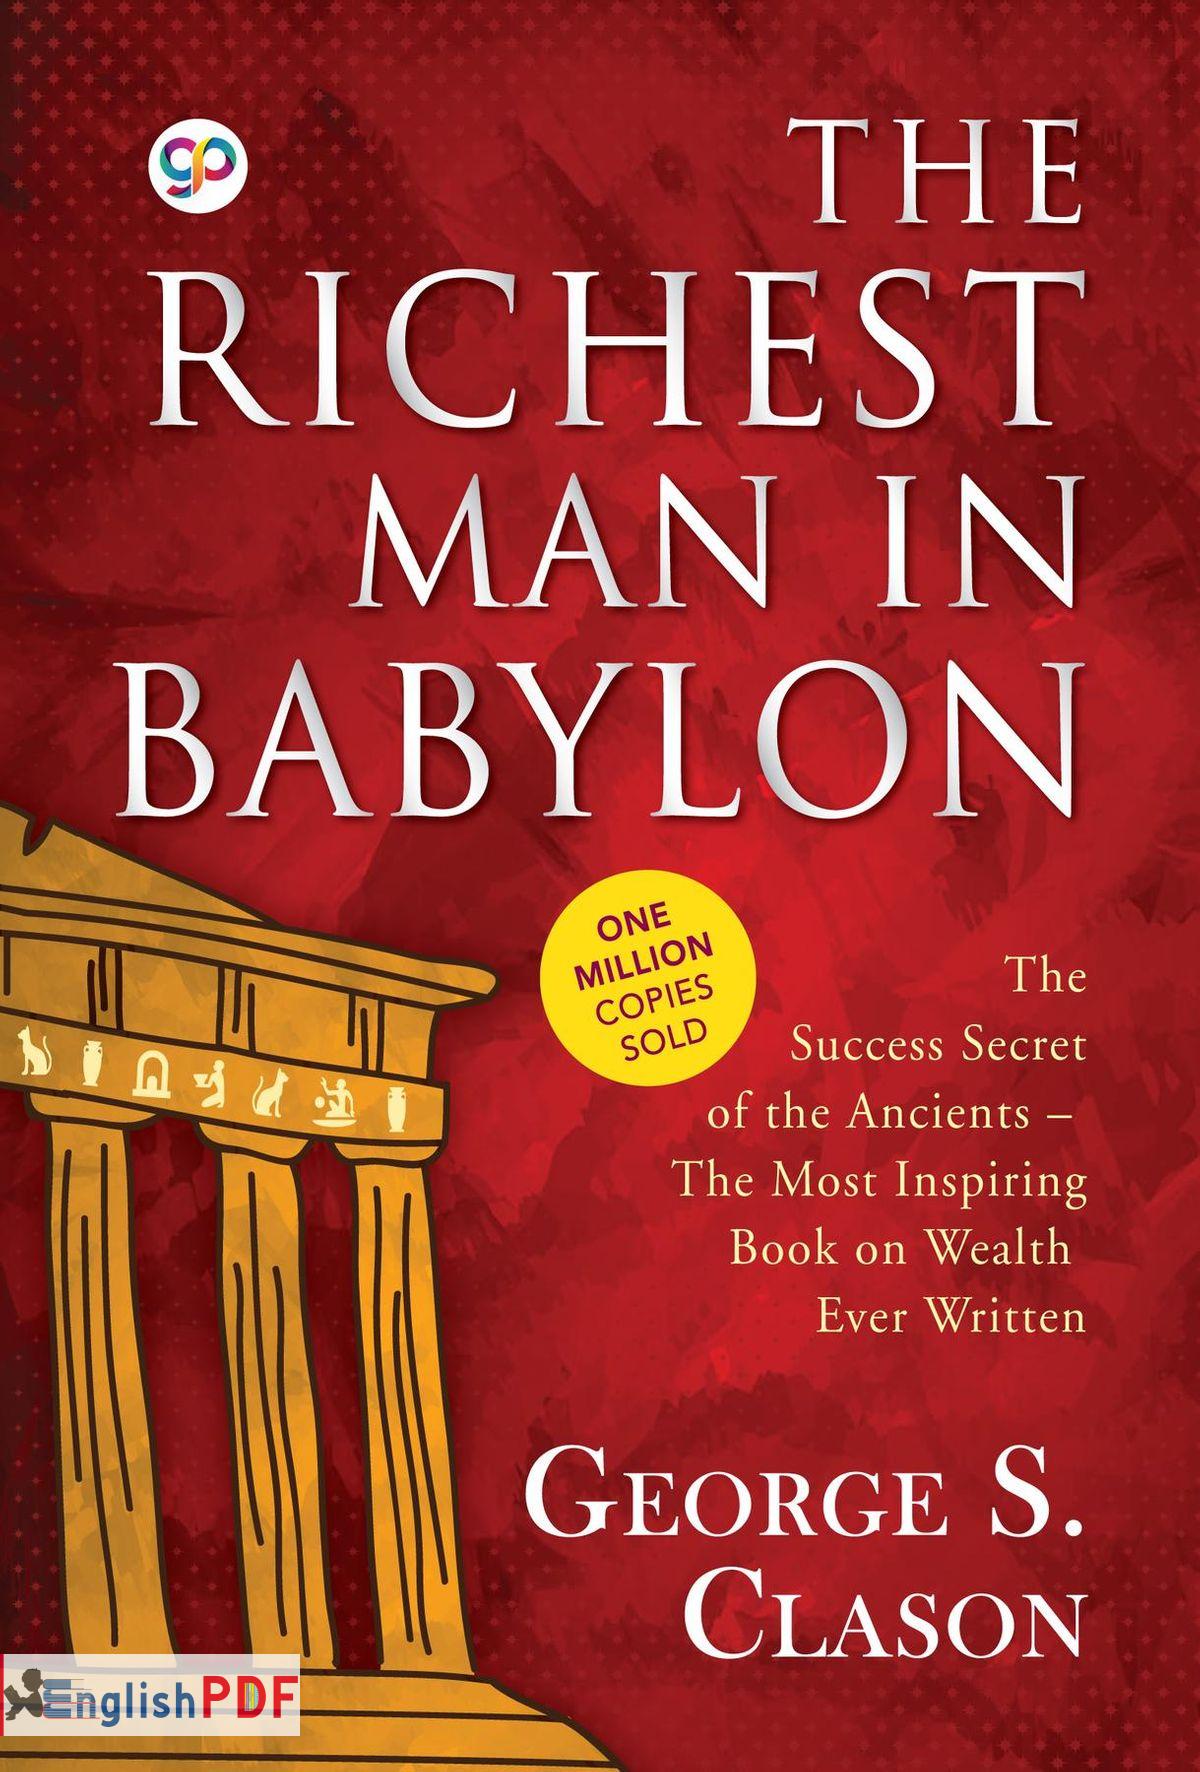 gp
THE
RICHEST
MAN IN
BABYLON
ONE
MILLION
COPIES
SOLD
The
Success Secret
of the Ancients –
The Most Inspiring
Book on Wealth
Ever Written
GEORGE S.
CLASON
EnglishPDF